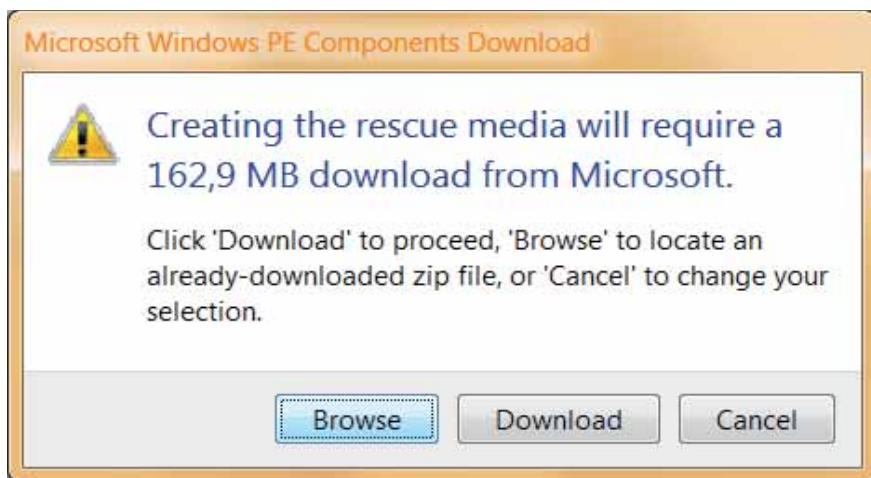 Microsoft Windows PE Components Download
Creating the rescue media will require a
162,9 MB download from Microsoft.
Click 'Download' to proceed, 'Browse' to locate an
already-downloaded zip file, or 'Cancel' to change your
selection.
Browse Download Cancel